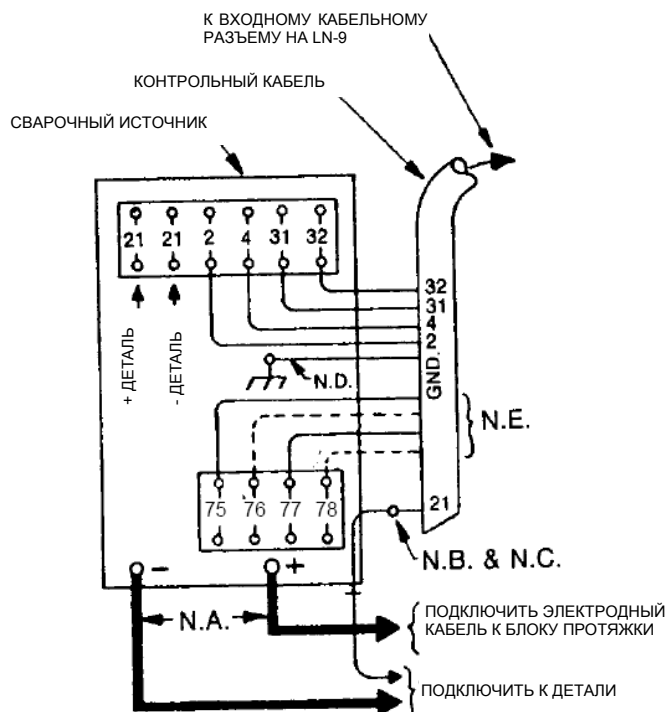 К ВХОДНОМУ КАБЕЛЬНОМУ
РАЗЪЕМУ НА LN-9
КОНТРОЛЬНЫЙ КАБЕЛЬ
СВАРОЧНЫЙ ИСТОЧНИК
21 21 2 4 31 32
+ ДЕТАЛЬ
- ДЕТАЛЬ
32
31
4
2
GND.
N.D.
N.E.
75 76 77 78
21
N.B. & N.C.
- +
N.A.
ПОДКЛЮЧИТЬ ЭЛЕКТРОДНЫЙ
КАБЕЛЬ К БЛОКУ ПРОТЯЖКИ
ПОДКЛЮЧИТЬ К ДЕТАЛИ